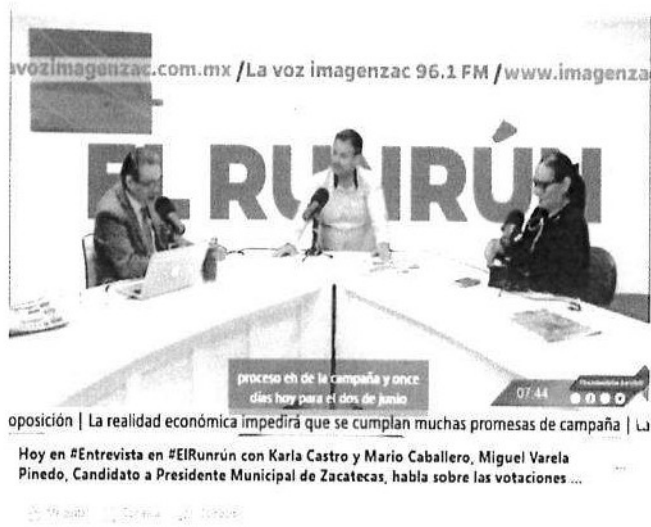 avozimagenzac.com.mx /La voz imagenzac 96.1 FM /www.imagenza
EL RUNRÚN
proceso eh de la campaña y once
días hoy para el dos de junio
07:44
oposición | La realidad económica impedirá que se cumplan muchas promesas de campaña | La
Hoy en #Entrevista en #ElRunrún con Karla Castro y Mario Caballero, Miguel Varela
Pinedo, Candidato a Presidente Municipal de Zacatecas, habla sobre las votaciones ...